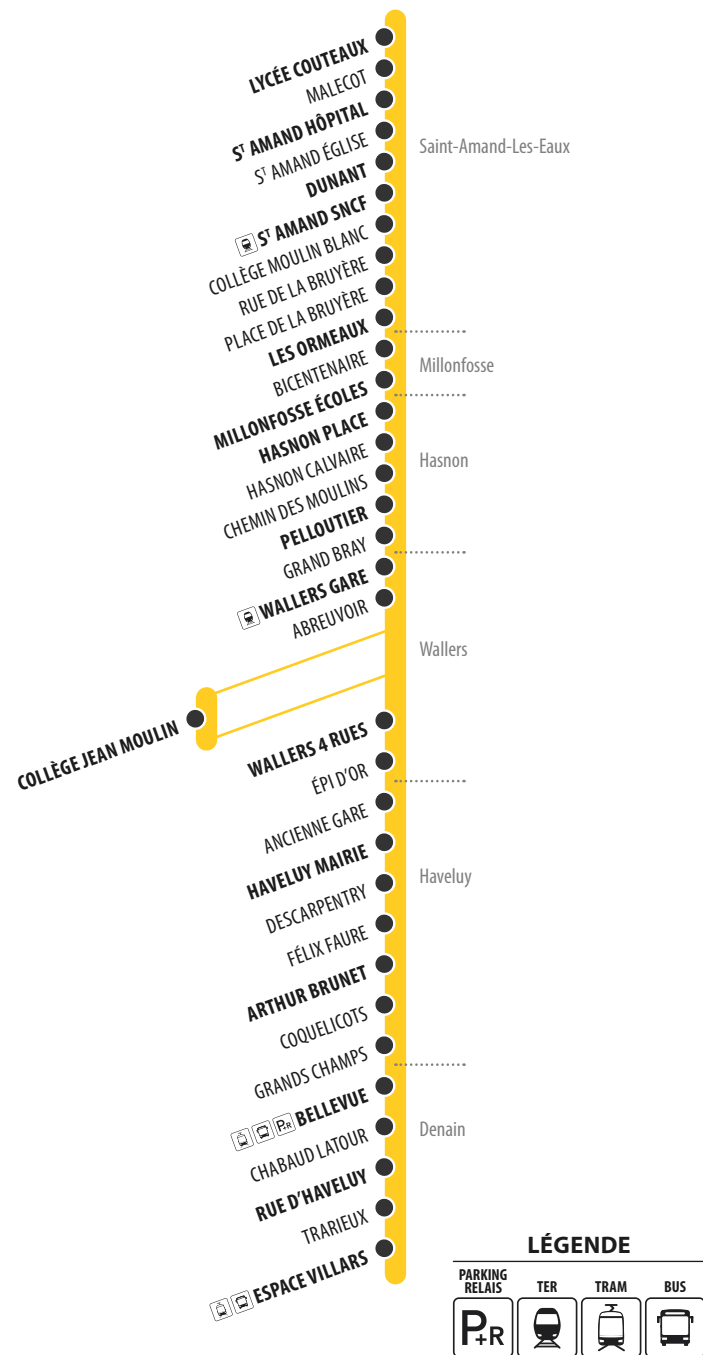 LYCÉE COUTEAUX
MALECOT
Sᵀ AMAND HÔPITAL
Sᵀ AMAND ÉGLISE
Saint-Amand-Les-Eaux
DUNANT
Sᵀ AMAND SNCF
COLLÈGE MOULIN BLANC
RUE DE LA BRUYÈRE
PLACE DE LA BRUYÈRE
LES ORMEAUX
BICENTENAIRE
Millonfosse
MILLONFOSSE ÉCOLES
HASNON PLACE
HASNON CALVAIRE
Hasnon
CHEMIN DES MOULINS
PELLOUTIER
GRAND BRAY
WALLERS GARE
ABREUVOIR
Wallers
COLLÈGE JEAN MOULIN
WALLERS 4 RUES
ÉPI D'OR
ANCIENNE GARE
HAVELUY MAIRIE
Haveluy
DESCARPENTRY
FÉLIX FAURE
ARTHUR BRUNET
COQUELICOTS
GRANDS CHAMPS
P+R BELLEVUE
Denain
CHABAUD LATOUR
RUE D'HAVELUY
TRARIEUX
ESPACE VILLARS
LÉGENDE
PARKING
RELAIS
TER
TRAM
BUS
P+R